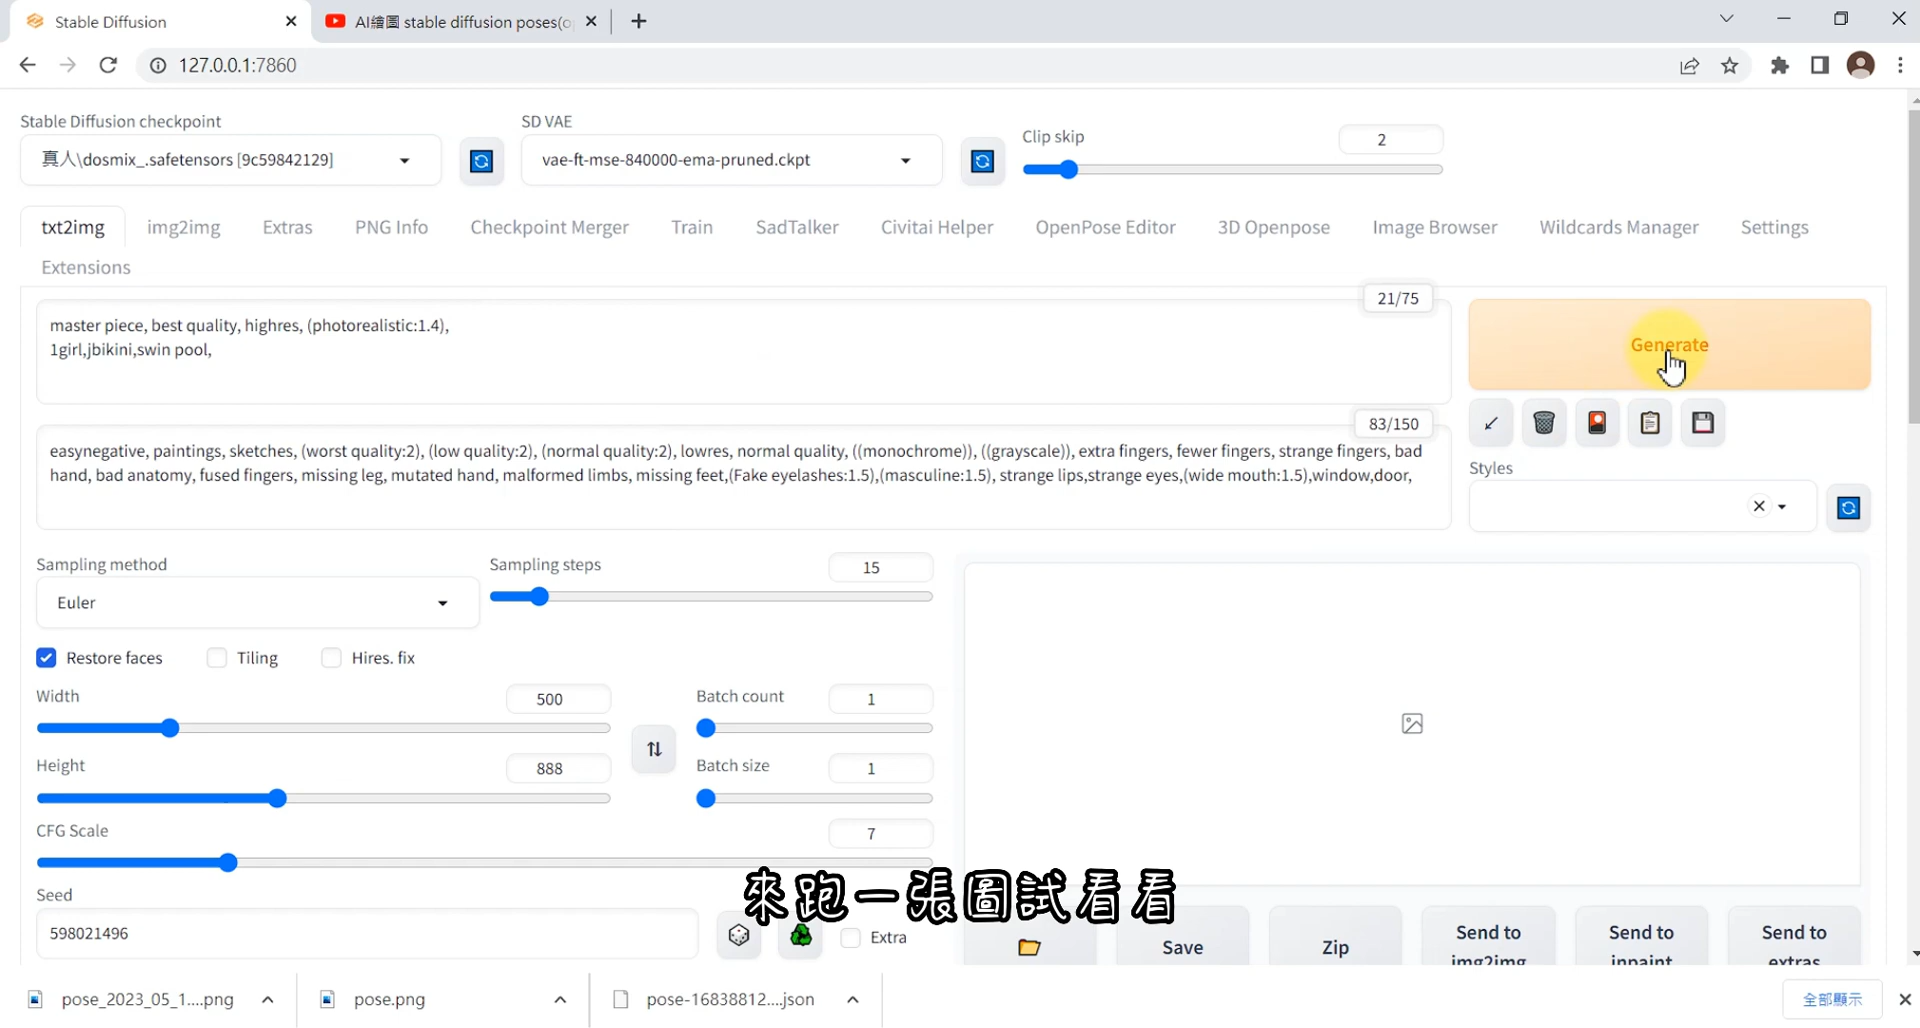 Stable Diffusion
AI繪圖 stable diffusion poses(o
127.0.0.1:7860
Stable Diffusion checkpoint
SD VAE
Clip skip
2
真人\dosmix_.safetensors [9c59842129]
vae-ft-mse-840000-ema-pruned.ckpt
txt2img
img2img
Extras
PNG Info
Checkpoint Merger
Train
SadTalker
Civitai Helper
OpenPose Editor
3D Openpose
Image Browser
Wildcards Manager
Settings
Extensions
21/75
master piece, best quality, highres, (photorealistic:1.4),
1girl,jbikini,swin pool,
Generate
83/150
easynegative, paintings, sketches, (worst quality:2), (low quality:2), (normal quality:2), lowres, normal quality, ((monochrome)), ((grayscale)), extra fingers, fewer fingers, strange fingers, bad
hand, bad anatomy, fused fingers, missing leg, mutated hand, malformed limbs, missing feet,(Fake eyelashes:1.5),(masculine:1.5), strange lips,strange eyes,(wide mouth:1.5),window,door,
Styles
Sampling method
Euler
Sampling steps
15
Restore faces
Tiling
Hires. fix
Width
500
Batch count
1
Height
888
Batch size
1
CFG Scale
7
Seed
598021496
Extra
來跑一張圖試看看
Save
Zip
Send to
img2img
Send to
inpaint
Send to
extras
pose_2023_05_1....png
pose.png
pose-16838812....json
全部顯示